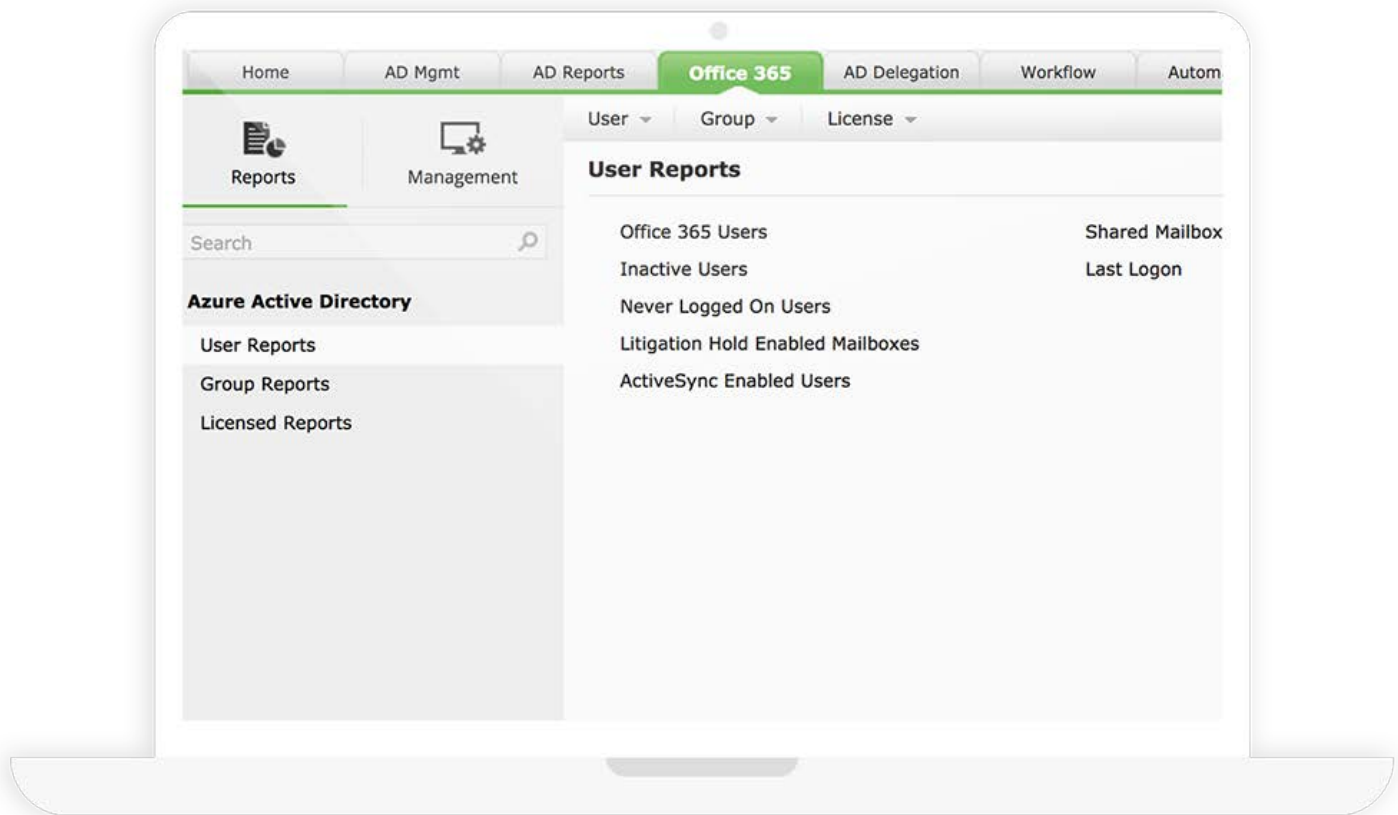 Home AD Mgmt AD Reports Office 365 AD Delegation Workflow Autom
Reports Management
Search
Azure Active Directory
User Reports
Group Reports
Licensed Reports
User Group License
User Reports
Office 365 Users
Inactive Users
Never Logged On Users
Litigation Hold Enabled Mailboxes
ActiveSync Enabled Users
Shared Mailbox
Last Logon